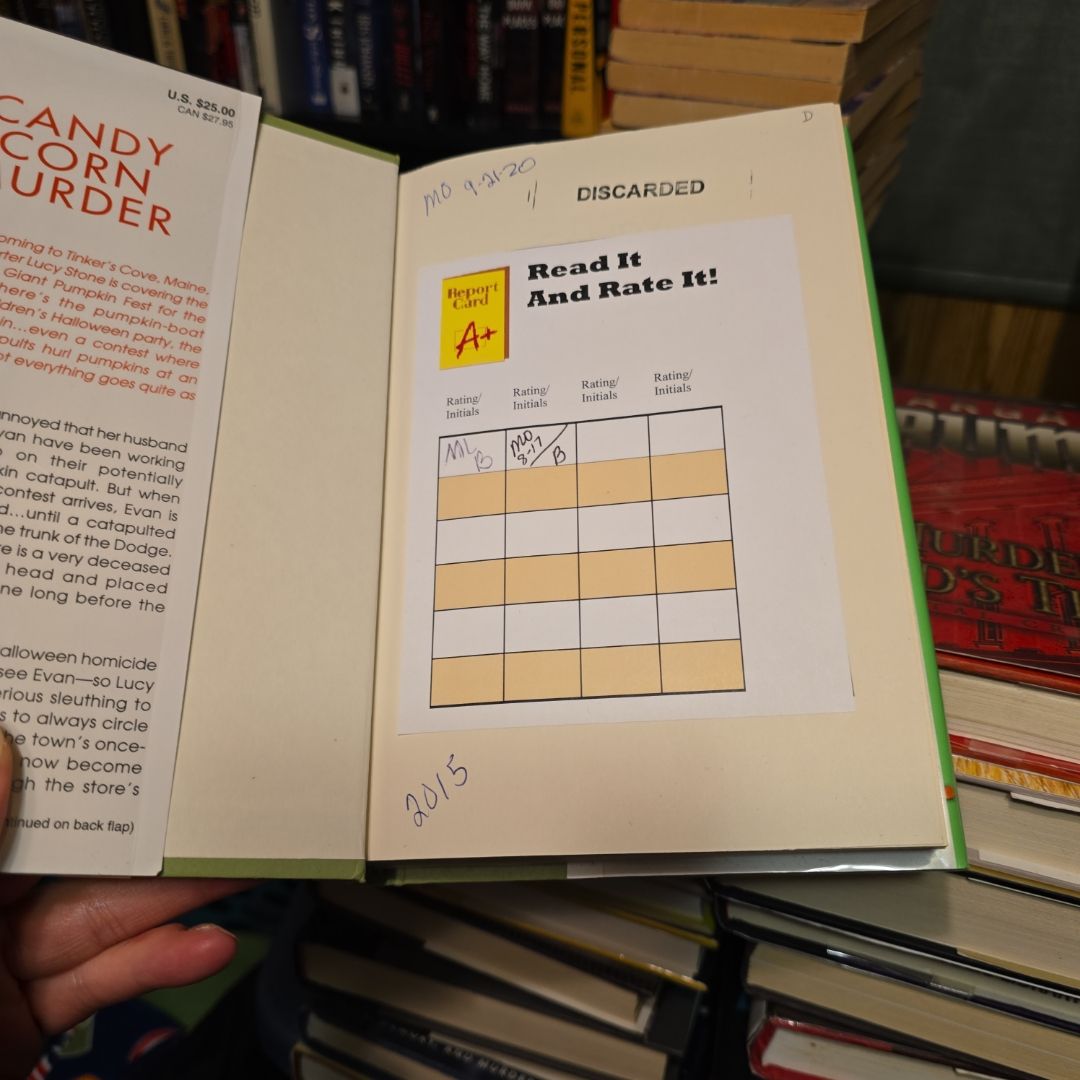 U.S. $25.00
CAN $27.95
CANDY
CORN
MURDER
oming to Tinker's Cove, Maine,
rter Lucy Stone is covering the
Giant Pumpkin Fest for the
here's the pumpkin-boat
dren's Halloween party, the
in...even a contest where
pults hurl pumpkins at an
ot everything goes quite as
nnoyed that her husband
van have been working
on their potentially
kin catapult. But when
contest arrives, Evan is
d...until a catapulted
he trunk of the Dodge.
re is a very deceased
head and placed
ne long before the
alloween homicide
see Evan—so Lucy
erious sleuthing to
s to always circle
he town's once-
now become
gh the store's
tinued on back flap)
D
MO 9-21-20
DISCARDED
Report
Card
A+
Read It
And Rate It!
Rating/
Initials
Rating/
Initials
Rating/
Initials
Rating/
Initials
ML
B
MO
8-17
B
2015
PERSONAL